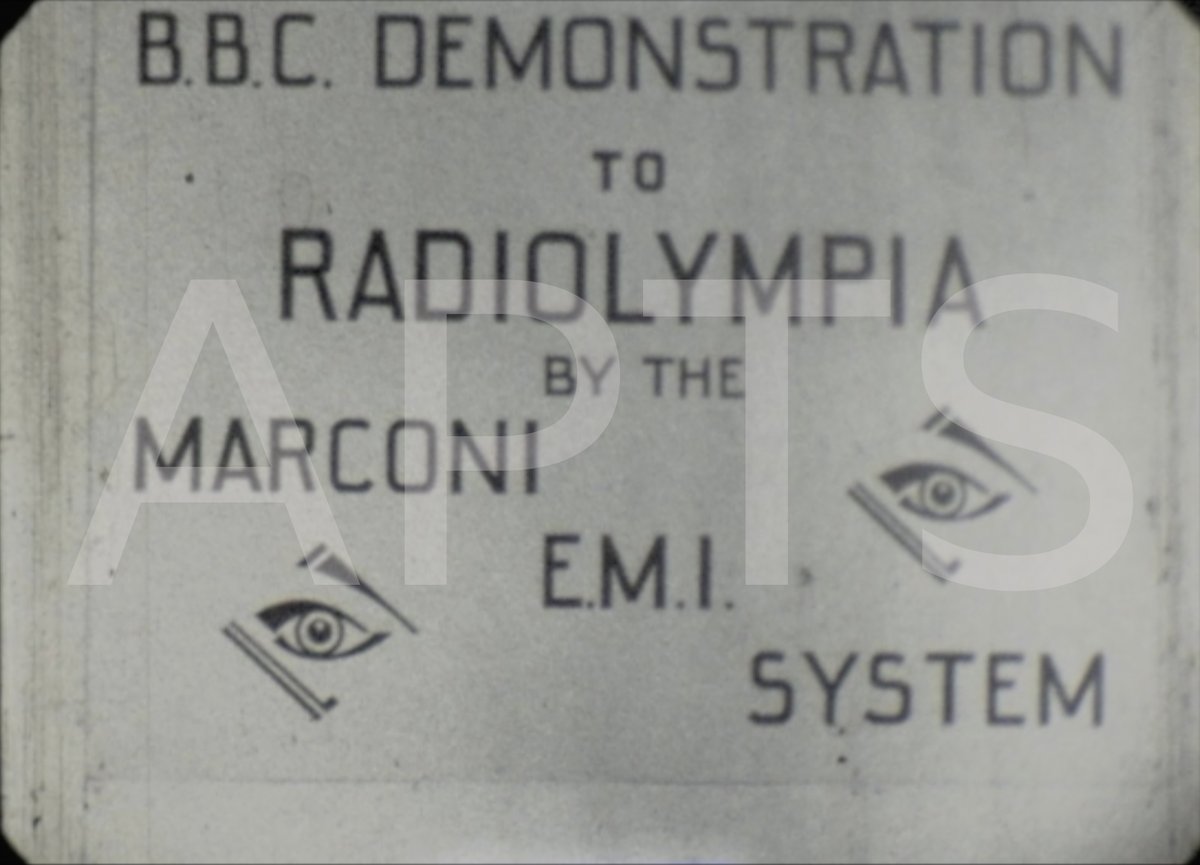 B.B.C. DEMONSTRATION
TO
RADIOLYMPIA
BY THE
MARCONI
E.M.I.
SYSTEM
APTS